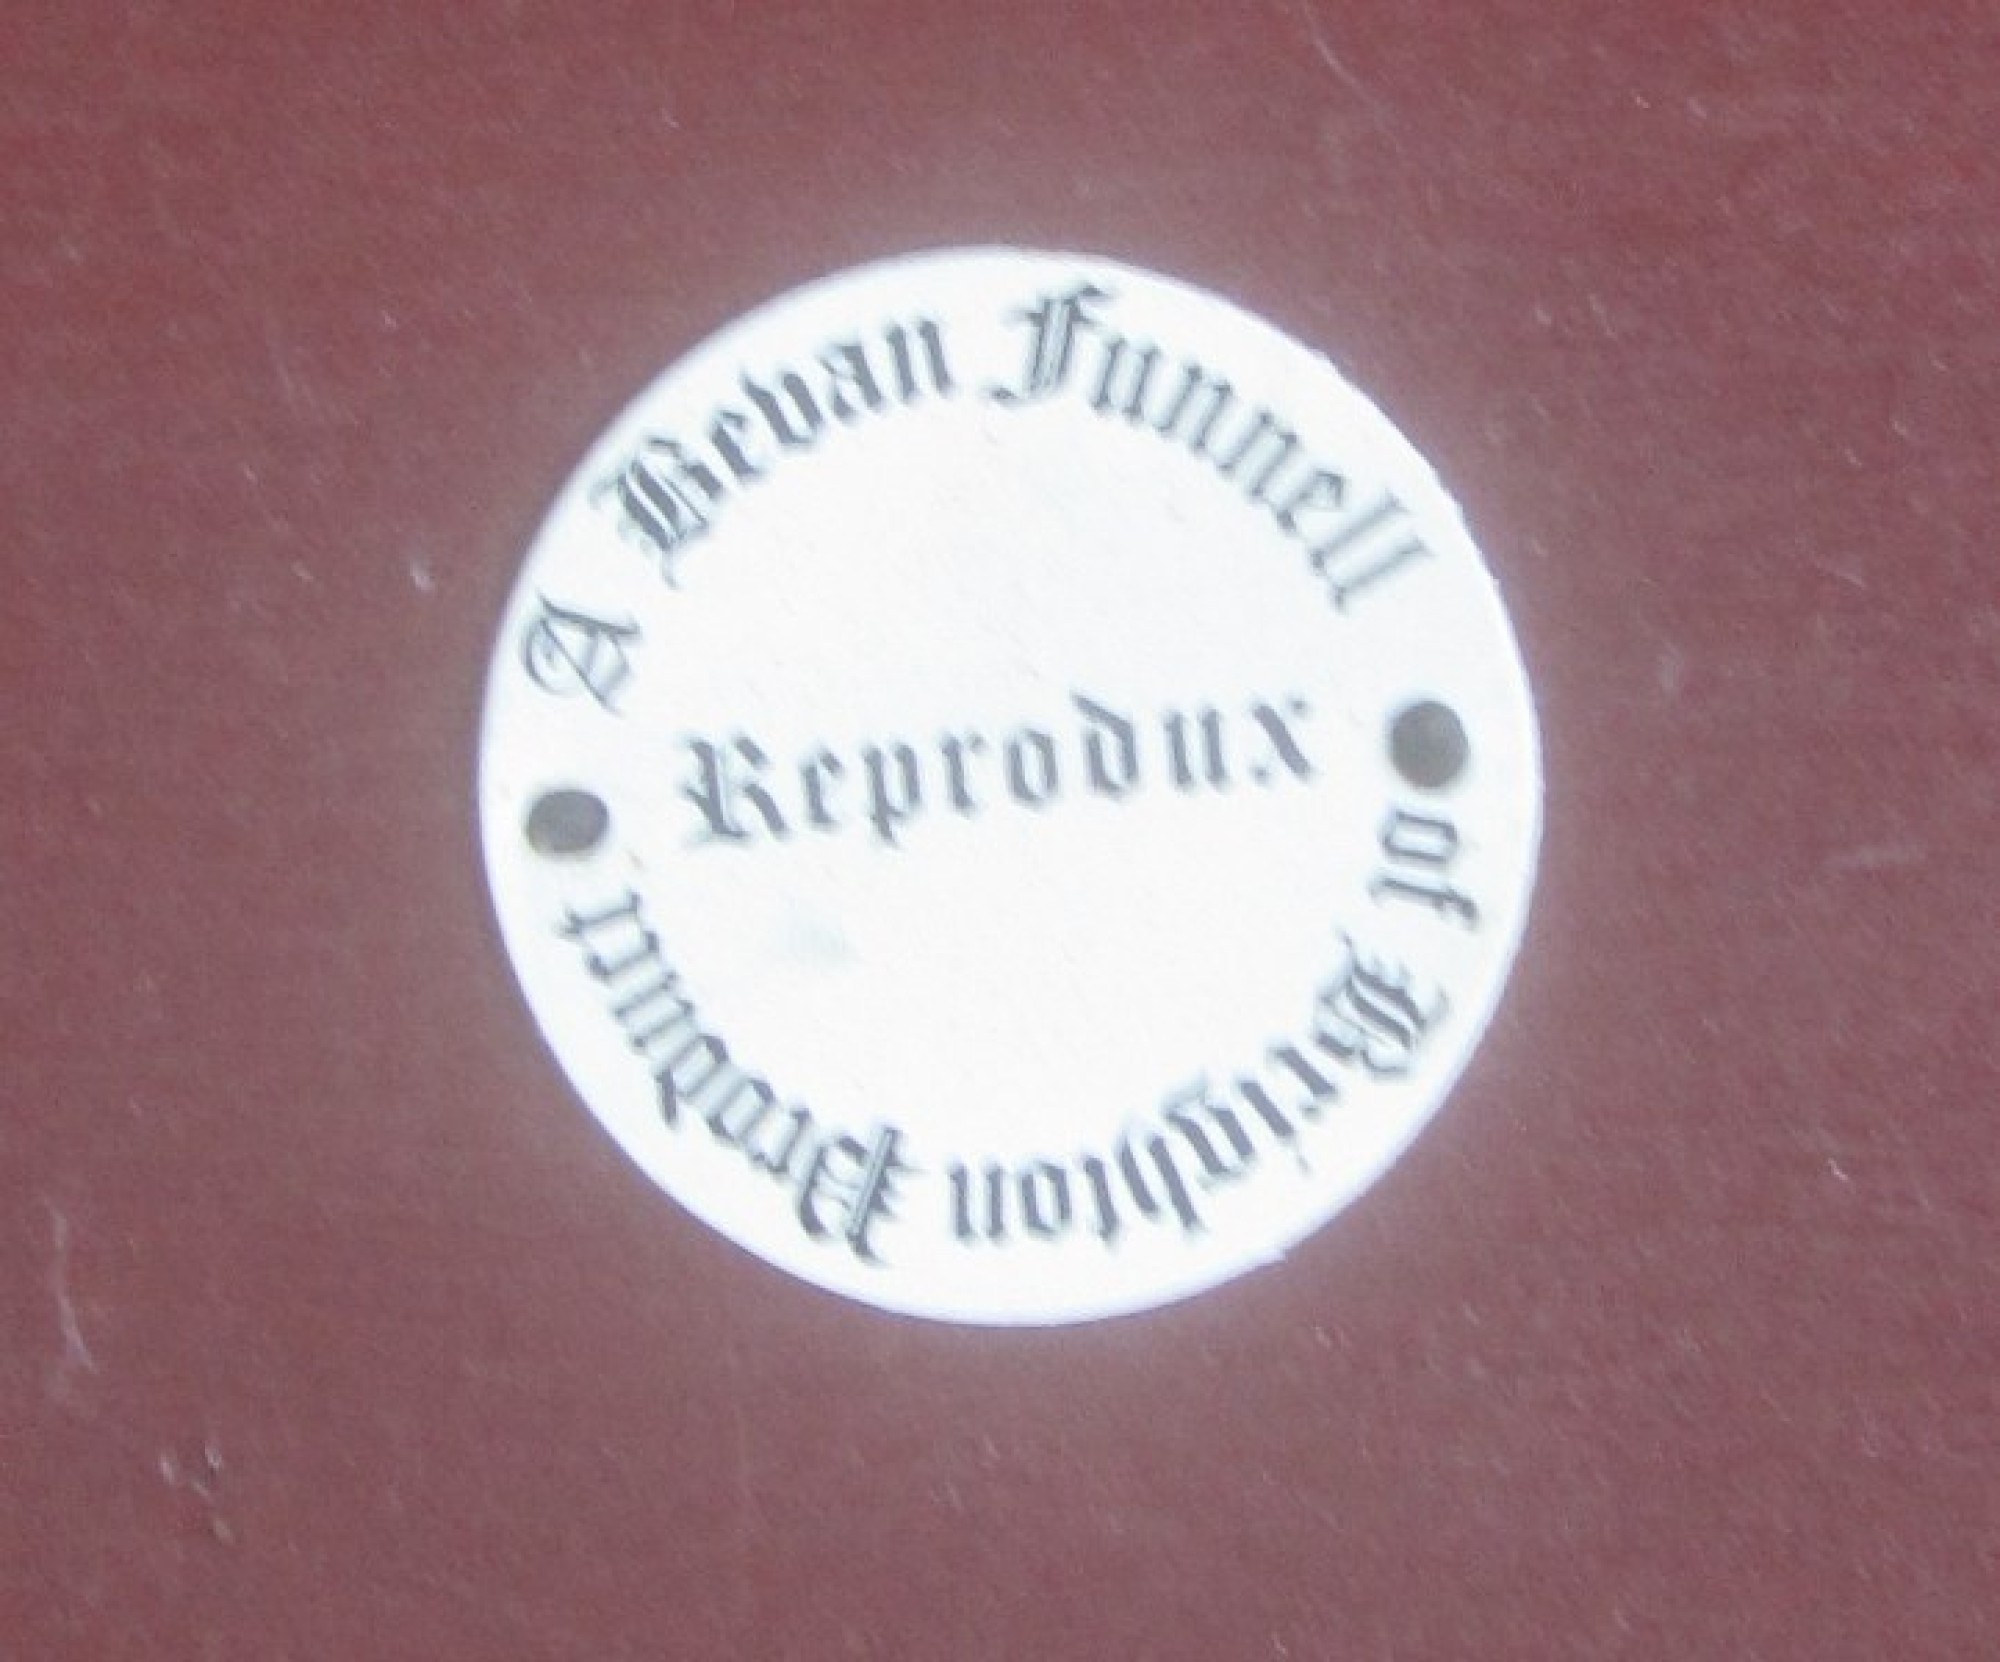 A Bevan Funnell
Reprodux
of Brighton Product